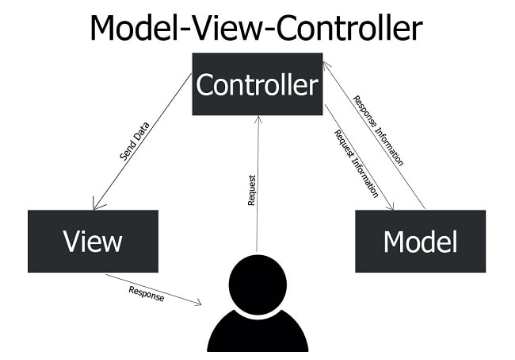 Model-View-Controller
Controller
Send Data
Response Information
Request Information
Request
View
Model
Response